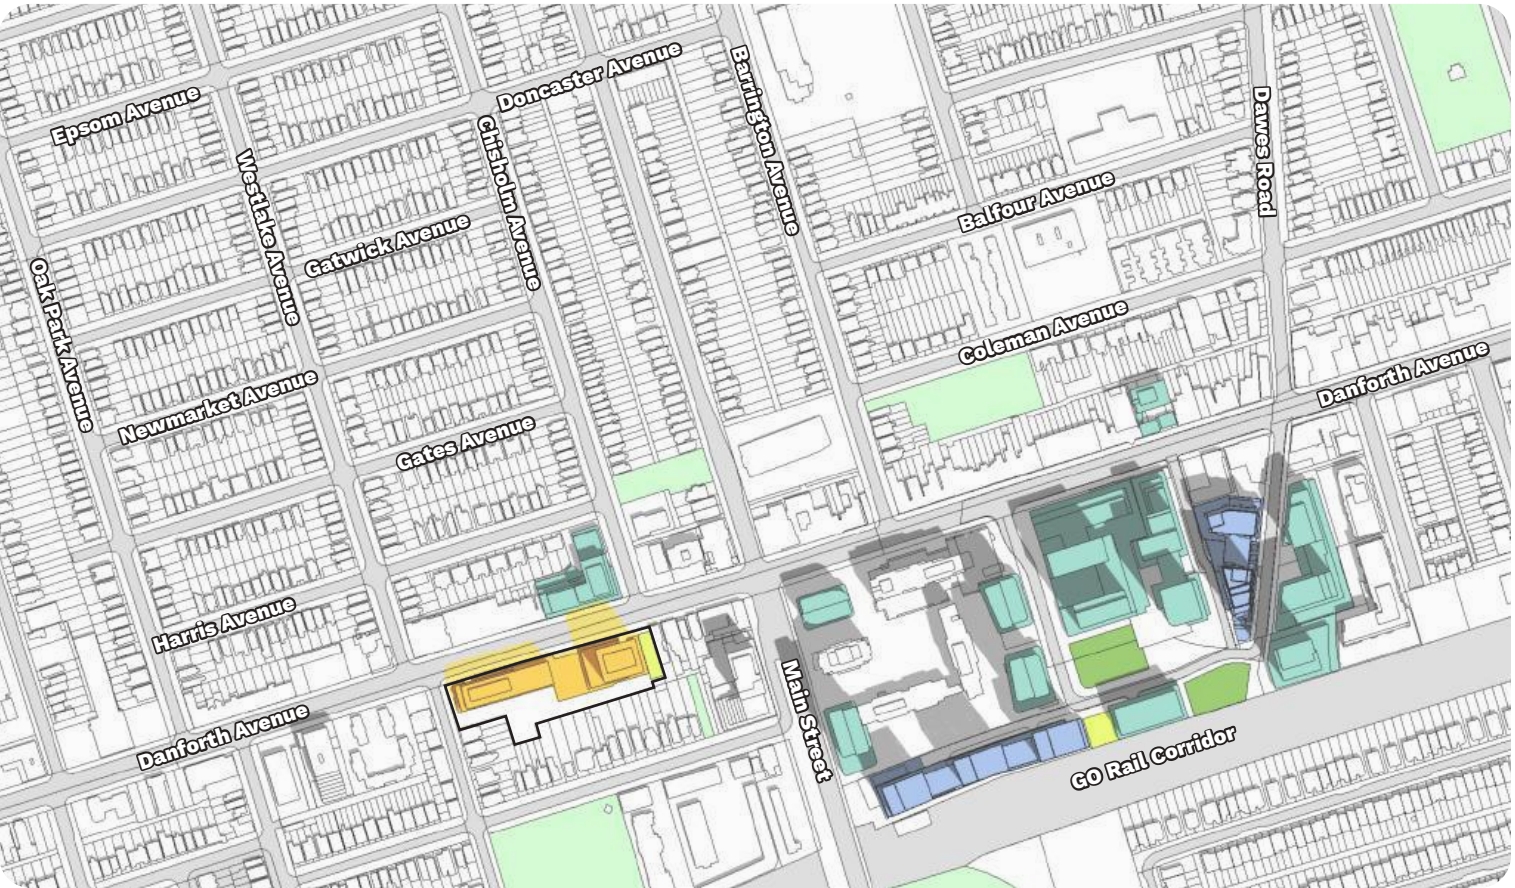 Epsom Avenue
Doncaster Avenue
Barrington Avenue
Dawes Road
Westlake Avenue
Chisholm Avenue
Balfour Avenue
Gatwick Avenue
Oak Park Avenue
Coleman Avenue
Danforth Avenue
Newmarket Avenue
Gates Avenue
Harris Avenue
Danforth Avenue
Main Street
GO Rail Corridor